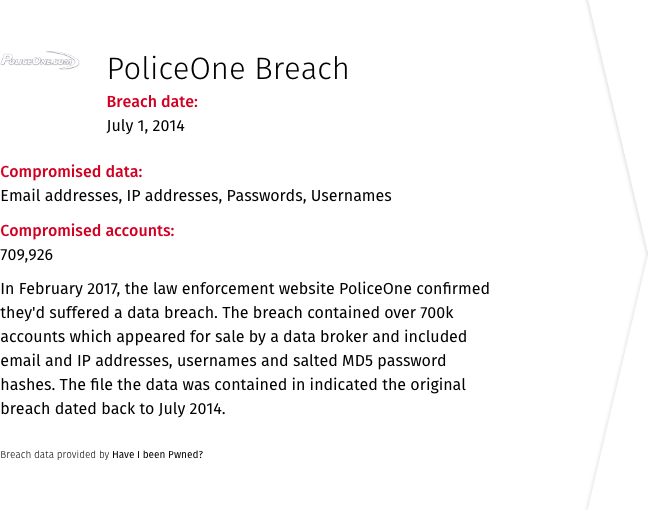 PoliceOne.com
PoliceOne Breach
Breach date:
July 1, 2014
Compromised data:
Email addresses, IP addresses, Passwords, Usernames
Compromised accounts:
709,926
In February 2017, the law enforcement website PoliceOne confirmed
they'd suffered a data breach. The breach contained over 700k
accounts which appeared for sale by a data broker and included
email and IP addresses, usernames and salted MD5 password
hashes. The file the data was contained in indicated the original
breach dated back to July 2014.
Breach data provided by Have I been Pwned?